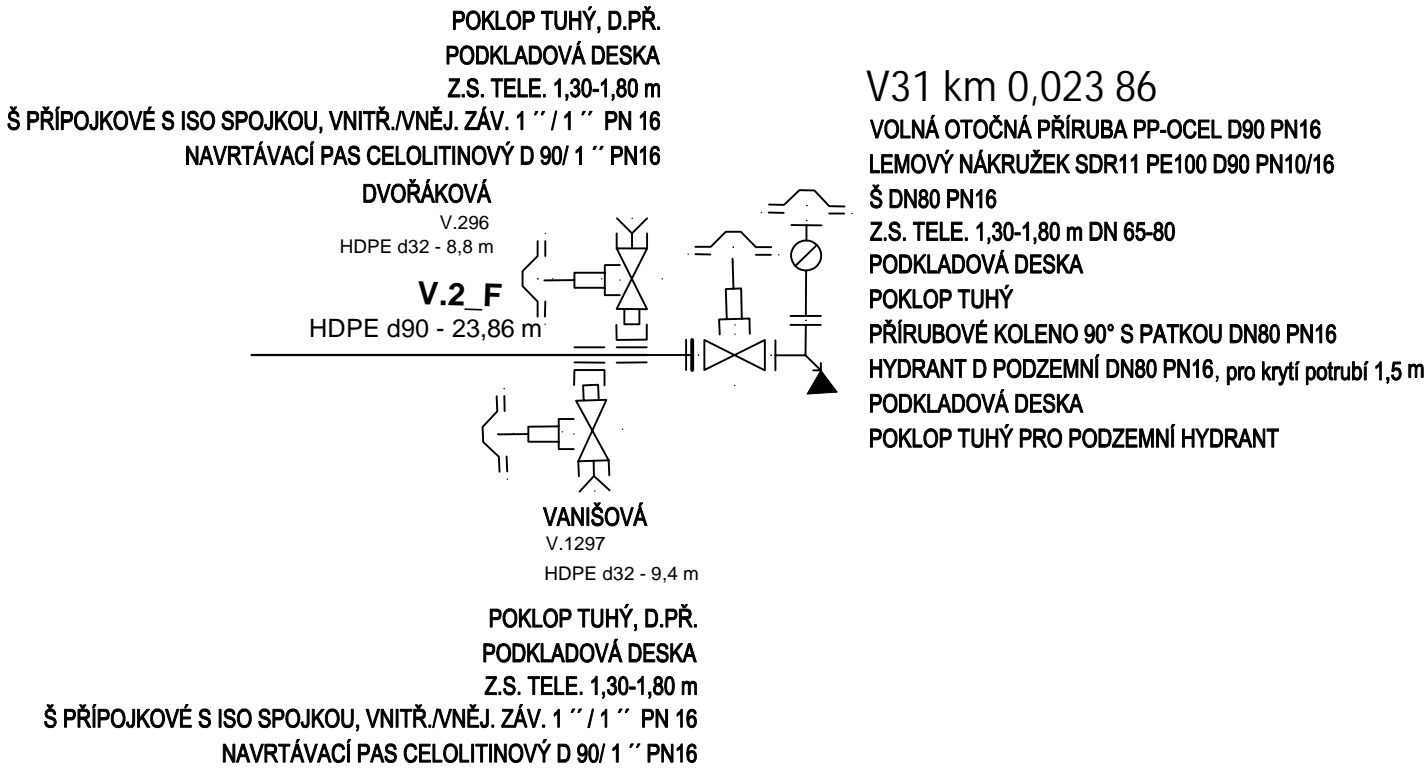 POKLOP TUHÝ, D.PŘ.
PODKLADOVÁ DESKA
Z.S. TELE. 1,30-1,80 m
Š PŘÍPOJKOVÉ S ISO SPOJKOU, VNITŘ./VNĚJ. ZÁV. 1 ´´ / 1 ´´ PN 16
NAVRTÁVACÍ PAS CELOLITINOVÝ D 90/ 1 ´´ PN16
DVOŘÁKOVÁ
V.296
HDPE d32 - 8,8 m
V.2_F
HDPE d90 - 23,86 m
V31 km 0,023 86
VOLNÁ OTOČNÁ PŘÍRUBA PP-OCEL D90 PN16
LEMOVÝ NÁKRUŽEK SDR11 PE100 D90 PN10/16
Š DN80 PN16
Z.S. TELE. 1,30-1,80 m DN 65-80
PODKLADOVÁ DESKA
POKLOP TUHÝ
PŘÍRUBOVÉ KOLENO 90° S PATKOU DN80 PN16
HYDRANT D PODZEMNÍ DN80 PN16, pro krytí potrubí 1,5 m
PODKLADOVÁ DESKA
POKLOP TUHÝ PRO PODZEMNÍ HYDRANT
VANIŠOVÁ
V.1297
HDPE d32 - 9,4 m
POKLOP TUHÝ, D.PŘ.
PODKLADOVÁ DESKA
Z.S. TELE. 1,30-1,80 m
Š PŘÍPOJKOVÉ S ISO SPOJKOU, VNITŘ./VNĚJ. ZÁV. 1 ´´ / 1 ´´ PN 16
NAVRTÁVACÍ PAS CELOLITINOVÝ D 90/ 1 ´´ PN16